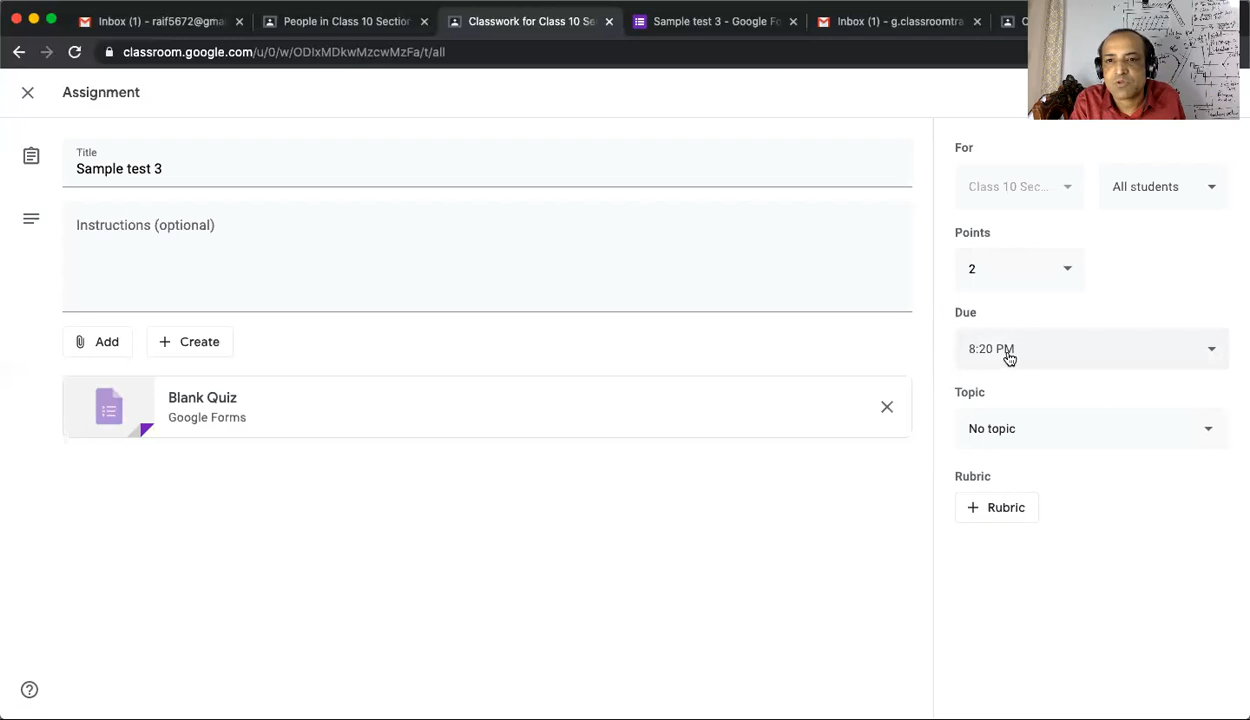 Inbox (1) - raif5672@gma
People in Class 10 Section
Classwork for Class 10 Se
Sample test 3 - Google Fo
Inbox (1) - g.classroomtra
classroom.google.com/u/0/w/ODIxMDkwMzcwMzFa/t/all
Assignment
Title
Sample test 3
Instructions (optional)
Add
Create
Blank Quiz
Google Forms
For
Class 10 Sec...
All students
Points
2
Due
8:20 PM
Topic
No topic
Rubric
Rubric